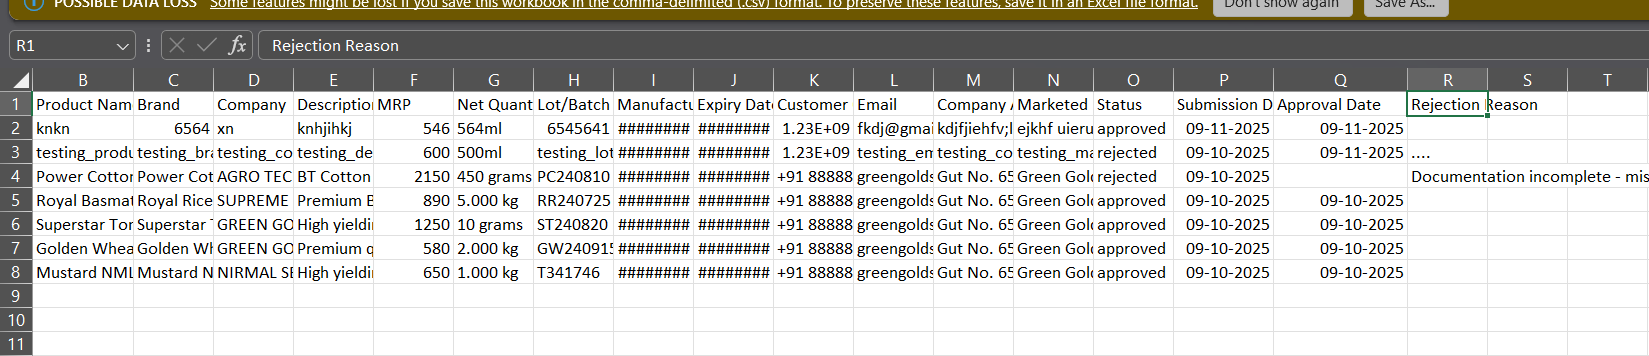 POSSIBLE DATA LOSS Some features might be lost if you save this workbook in the comma-delimited (.csv) format. To preserve these features, save it in an Excel file format. Don't show again Save As...
R1 fx Rejection Reason
B C D E F G H I J K L M N O P Q R S T
1 Product Nam Brand Company Description MRP Net Quant Lot/Batch Manufactu Expiry Date Customer Email Company A Marketed Status Submission D Approval Date Rejection Reason
2 knkn 6564 xn knhjihkj 546 564ml 6545641 ######## ######## 1.23E+09 fkdj@gmai kdjfjiehfv;l ejkhf uieru approved 09-11-2025 09-11-2025
3 testing_produ testing_bra testing_co testing_de 600 500ml testing_lot ######## ######## 1.23E+09 testing_em testing_co testing_ma rejected 09-10-2025 09-11-2025 ....
4 Power Cotton Power Cot AGRO TEC BT Cotton 2150 450 grams PC240810 ######## ######## +91 88888 greengolds Gut No. 65 Green Gold rejected 09-10-2025 Documentation incomplete - mis
5 Royal Basmat Royal Rice SUPREME Premium B 890 5.000 kg RR240725 ######## ######## +91 88888 greengolds Gut No. 65 Green Gold approved 09-10-2025 09-10-2025
6 Superstar Tor Superstar T GREEN GO High yieldi 1250 10 grams ST240820 ######## ######## +91 88888 greengolds Gut No. 65 Green Gold approved 09-10-2025 09-10-2025
7 Golden Whea Golden Wh GREEN GO Premium q 580 2.000 kg GW240915 ######## ######## +91 88888 greengolds Gut No. 65 Green Gold approved 09-10-2025 09-10-2025
8 Mustard NML Mustard N NIRMAL SE High yieldi 650 1.000 kg T341746 ######## ######## +91 88888 greengolds Gut No. 65 Green Gold approved 09-10-2025 09-10-2025
9
10
11